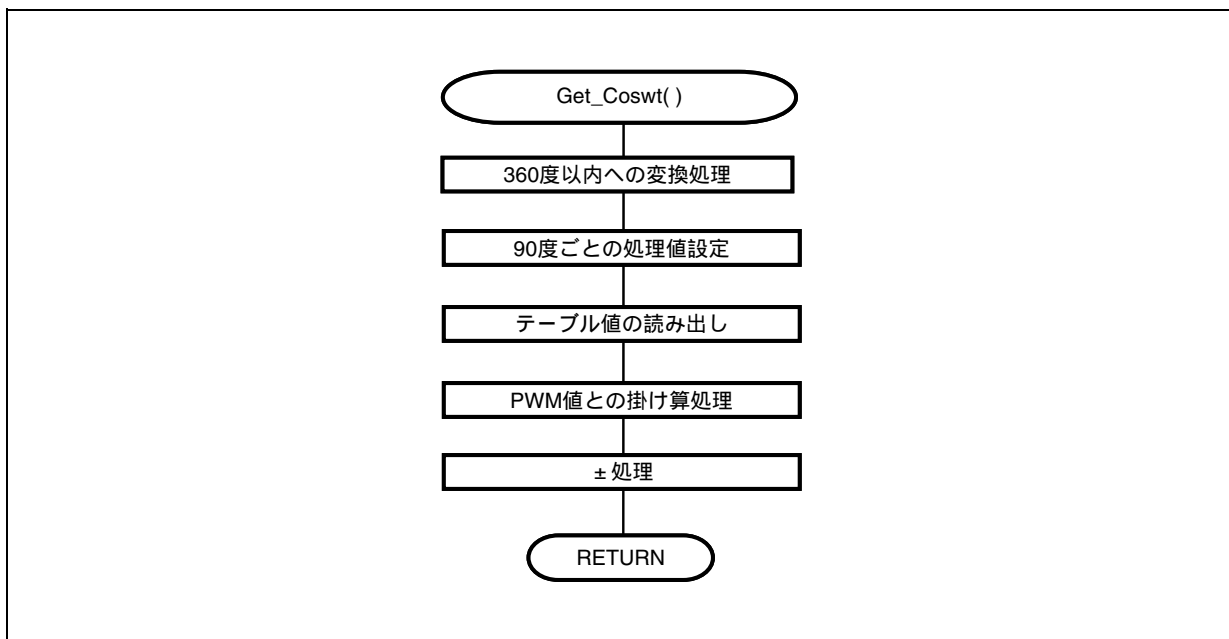 Get_Coswt( )
360度以内への変換処理
90度ごとの処理値設定
テーブル値の読み出し
PWM値との掛け算処理
± 処理
RETURN